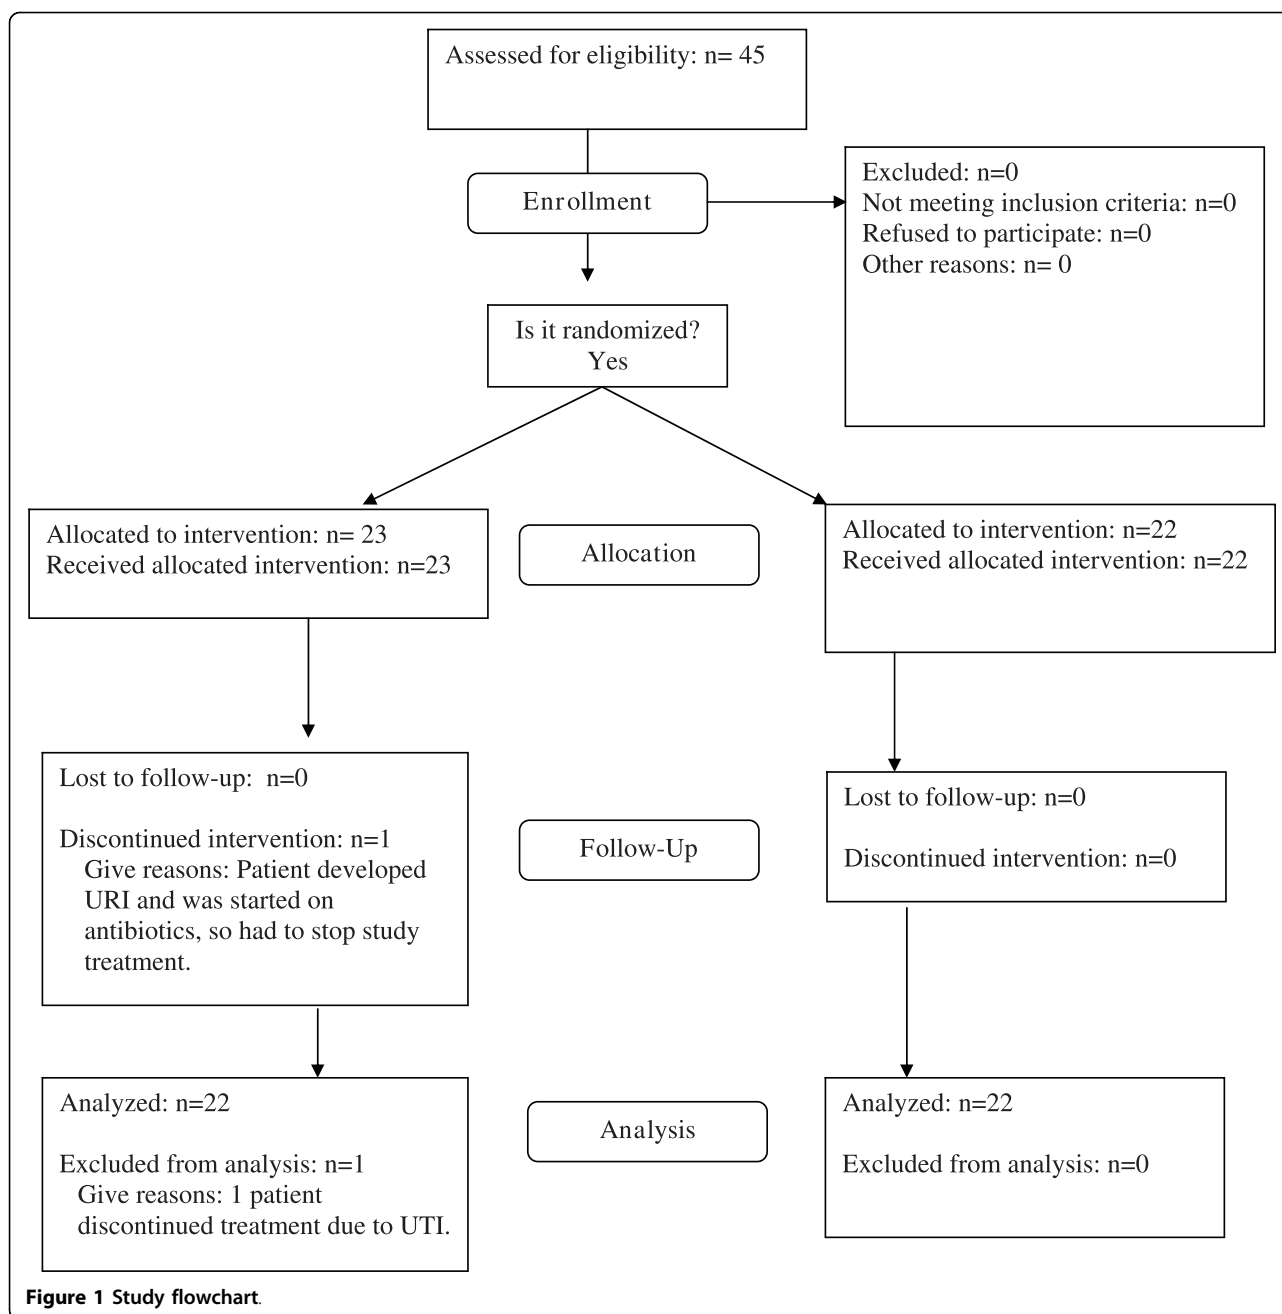 Assessed for eligibility: n= 45
Enrollment
Excluded: n=0
Not meeting inclusion criteria: n=0
Refused to participate: n=0
Other reasons: n= 0
Is it randomized?
Yes
Allocated to intervention: n= 23
Received allocated intervention: n=23
Allocation
Allocated to intervention: n=22
Received allocated intervention: n=22
Lost to follow-up:  n=0
Discontinued intervention: n=1
Give reasons: Patient developed
URI and was started on
antibiotics, so had to stop study
treatment.
Follow-Up
Lost to follow-up: n=0
Discontinued intervention: n=0
Analyzed: n=22
Excluded from analysis: n=1
Give reasons: 1 patient
discontinued treatment due to UTI.
Analysis
Analyzed: n=22
Excluded from analysis: n=0
Figure 1 Study flowchart.